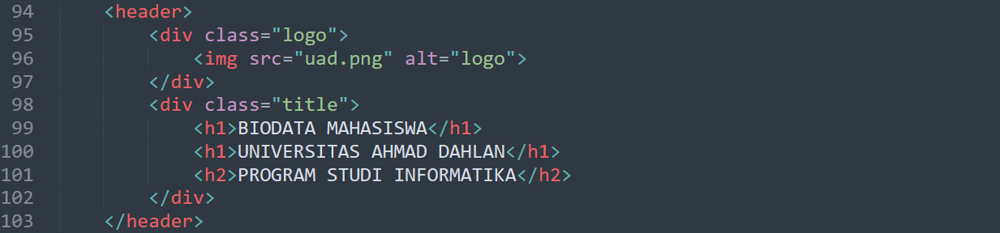 94 <header>
95 <div class="logo">
96 <img src="uad.png" alt="logo">
97 </div>
98 <div class="title">
99 <h1>BIODATA MAHASISWA</h1>
100 <h1>UNIVERSITAS AHMAD DAHLAN</h1>
101 <h2>PROGRAM STUDI INFORMATIKA</h2>
102 </div>
103 </header>